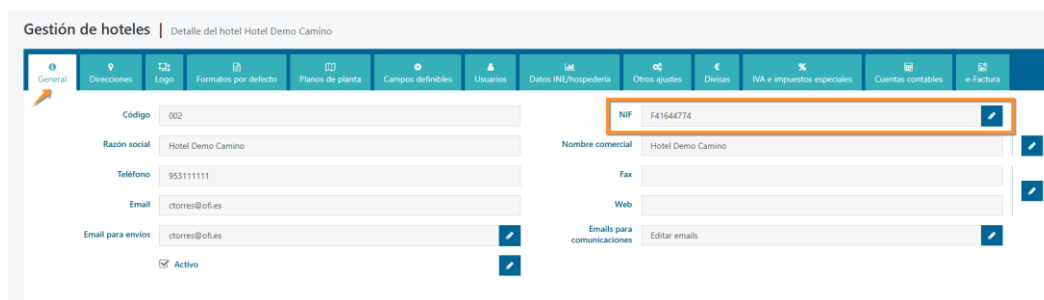 Gestión de hoteles | Detalle del hotel Hotel Demo Camino
General Direcciones Logo Formatos por defecto Planos de planta Campos definibles Usuarios Datos INE/hospedería Otros ajustes Divisas IVA e impuestos especiales Cuentas contables e-Factura
Código 002 NIF F41644774
Razón social Hotel Demo Camino Nombre comercial Hotel Demo Camino
Teléfono 953111111 Fax
Email ctorres@ofi.es Web
Email para envíos ctorres@ofi.es Emails para comunicaciones Editar emails
Activo